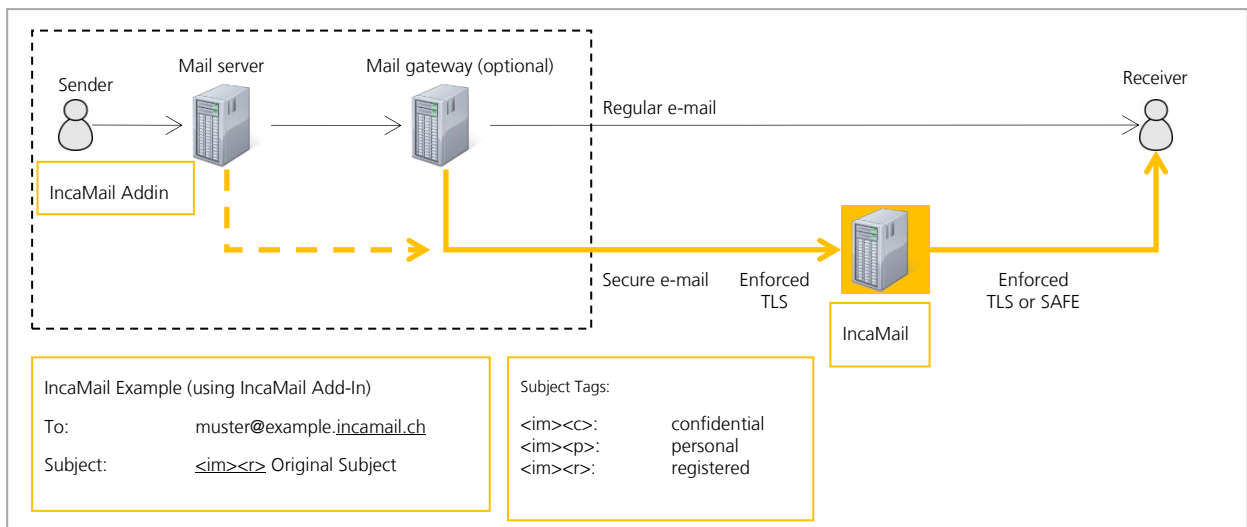 Mail server
Mail gateway (optional)
Sender
Receiver
Regular e-mail
IncaMail Addin
Secure e-mail
Enforced
TLS
Enforced
TLS or SAFE
IncaMail
IncaMail Example (using IncaMail Add-In)
To: muster@example.incamail.ch
Subject: <im><r> Original Subject
Subject Tags:
<im><c>: confidential
<im><p>: personal
<im><r>: registered